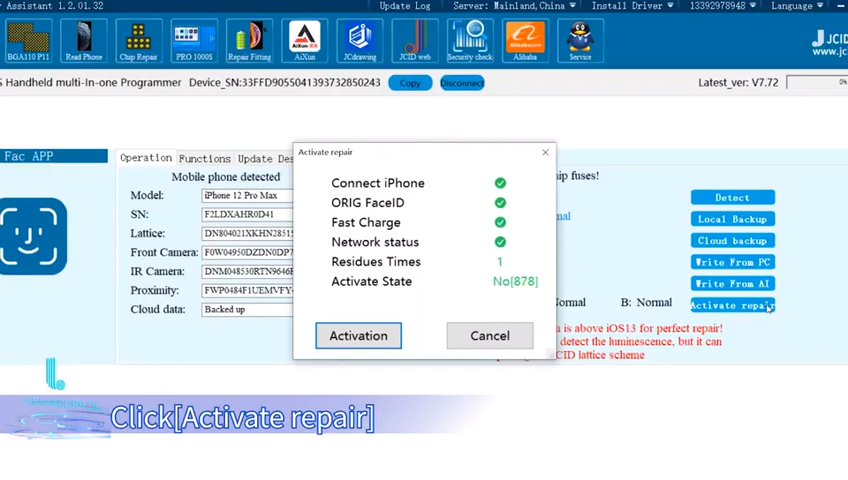 Assistant 1.2.01.32
Update Log
Server: Mainland,China
Install Driver
13392978948
Language
BGA110 P11
Read Phone
Chip Repair
PRO 1000S
Repair Fitting
AiXun
JCdrawing
JCID web
Security check
Alibaba
Service
JCID
S Handheld multi-In-one Programmer
Device_SN:33FFD9055041393732850243
Copy
Disconnect
Latest_ver: V7.72
0%
Fac APP
Operation
Functions
Update Des
Mobile phone detected
Model:
iPhone 12 Pro Max
SN:
F2LDXAHR0D41
Lattice:
DN804021XKHN28515
Front Camera:
F0W04950DZDN0DP7
IR Camera:
DNM048530RTN9646F
Proximity:
FWP0484F1UEMVFY-
Cloud data:
Backed up
Activate repair
Connect iPhone
ORIG FaceID
Fast Charge
Network status
Residues Times
1
Activate State
No[878]
Activation
Cancel
hip fuses!
mal
Detect
Local Backup
Cloud backup
Write From PC
Write From AI
Activate repair
Normal
B: Normal
n is above iOS13 for perfect repair!
detect the luminescence, but it can
CID lattice scheme
Click[Activate repair]